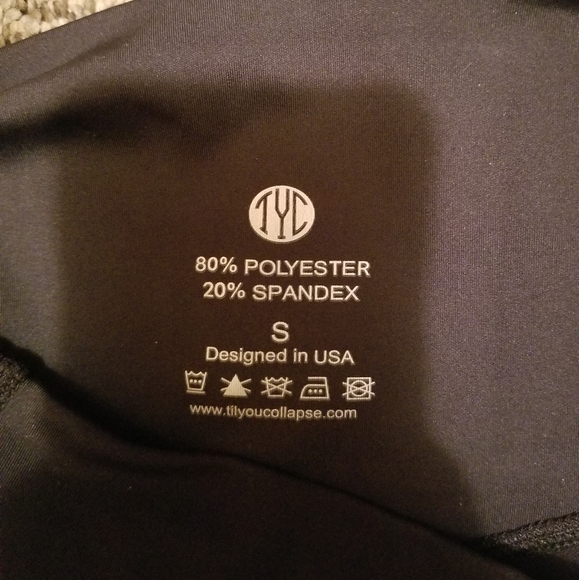 TYC
80% POLYESTER
20% SPANDEX
S
Designed in USA
www.tilyoucollapse.com